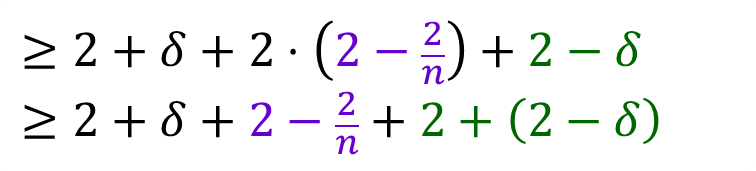 ≥ 2 + δ + 2 · (2 − 2/n) + 2 − δ
≥ 2 + δ + 2 − 2/n + 2 + (2 − δ)